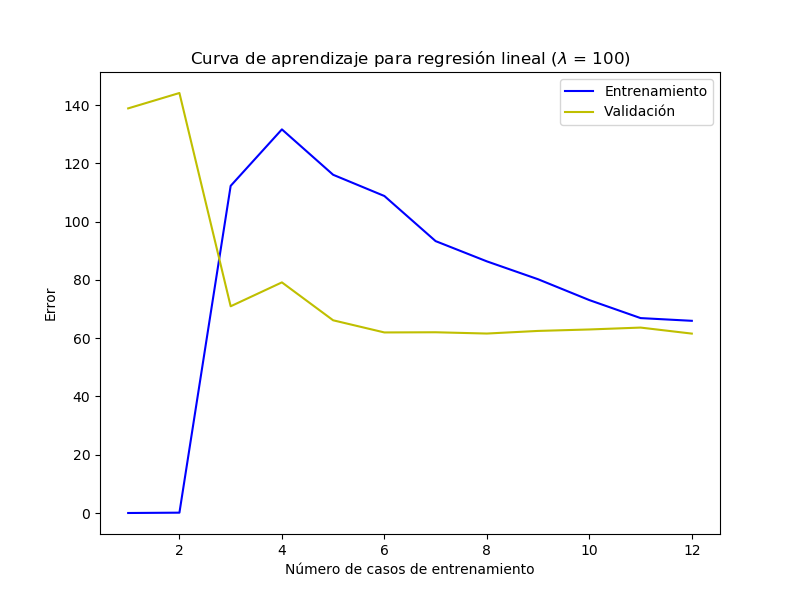 Curva de aprendizaje para regresión lineal (λ = 100)
Entrenamiento
Validación
Error
140
120
100
80
60
40
20
0
2
4
6
8
10
12
Número de casos de entrenamiento